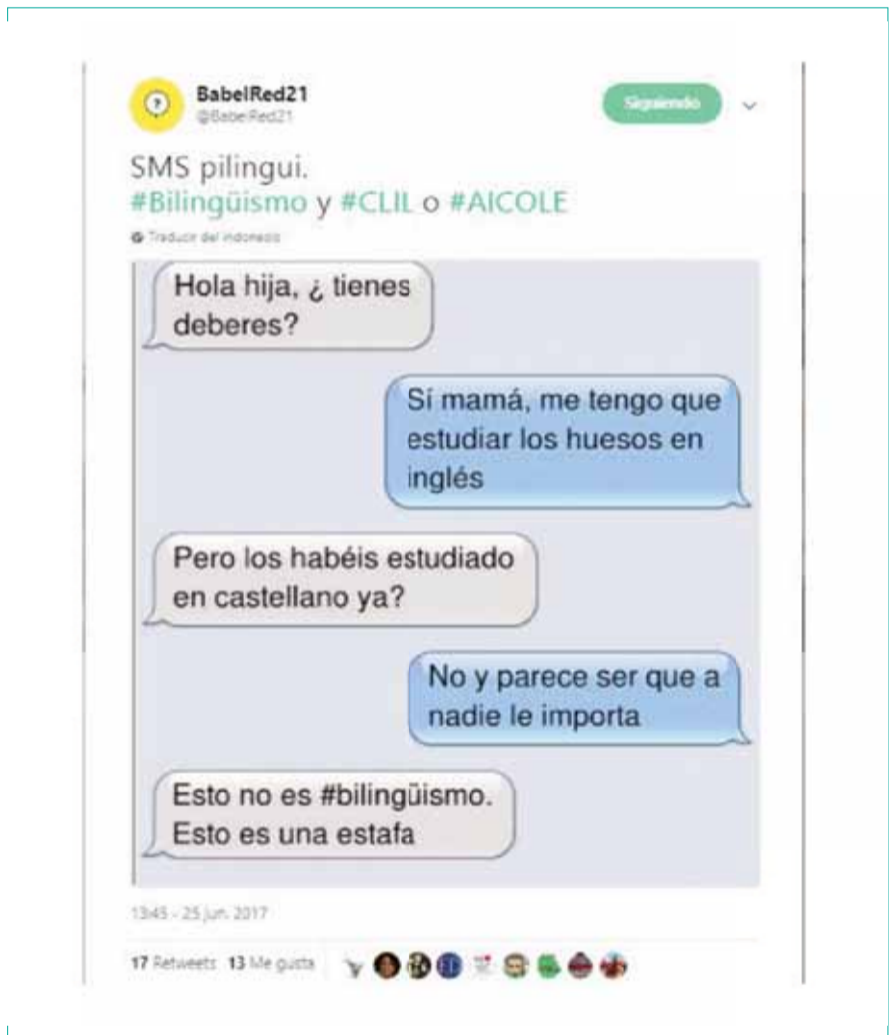 BabelRed21
@BabelRed21
Siguiendo
SMS pilingui.
#Bilingüismo y #CLIL o #AICOLE
Traducir del indonesio
Hola hija, ¿ tienes
deberes?
Sí mamá, me tengo que
estudiar los huesos en
inglés
Pero los habéis estudiado
en castellano ya?
No y parece ser que a
nadie le importa
Esto no es #bilingüismo.
Esto es una estafa
13:45 - 25 jun. 2017
17 Retweets 13 Me gusta